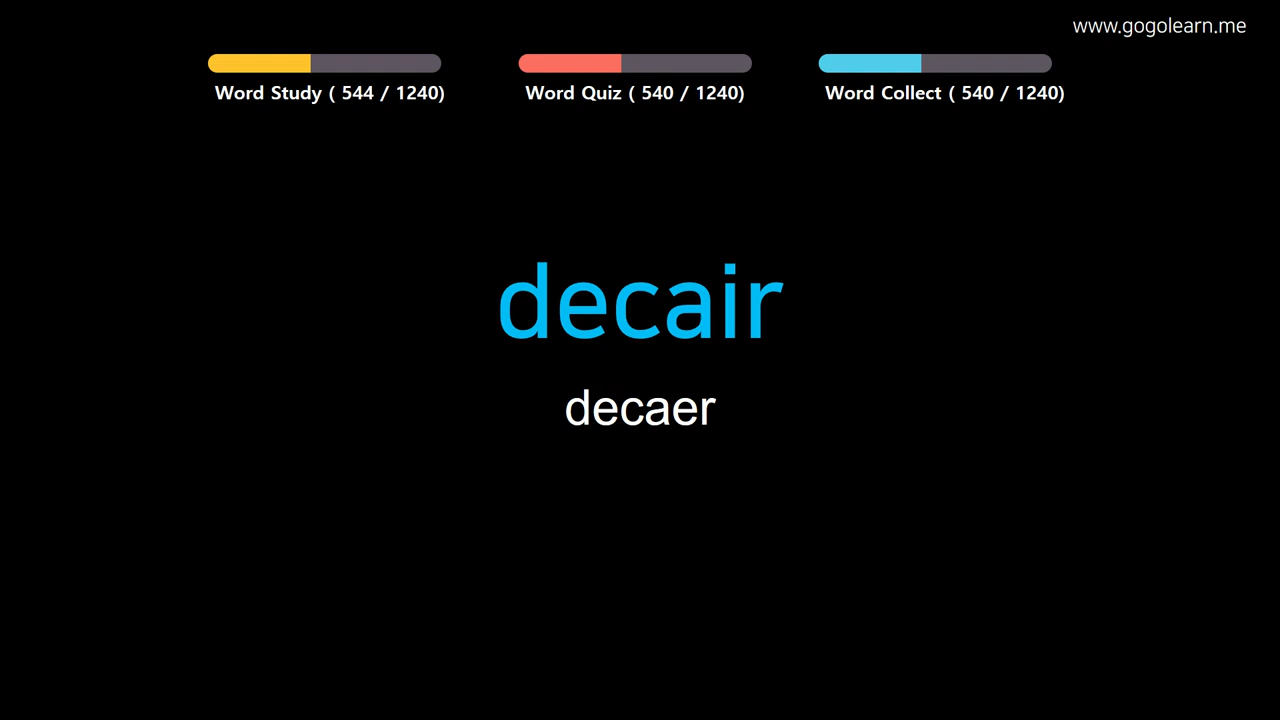 www.gogolearn.me
Word Study ( 544 / 1240)
Word Quiz ( 540 / 1240)
Word Collect ( 540 / 1240)
decair
decaer